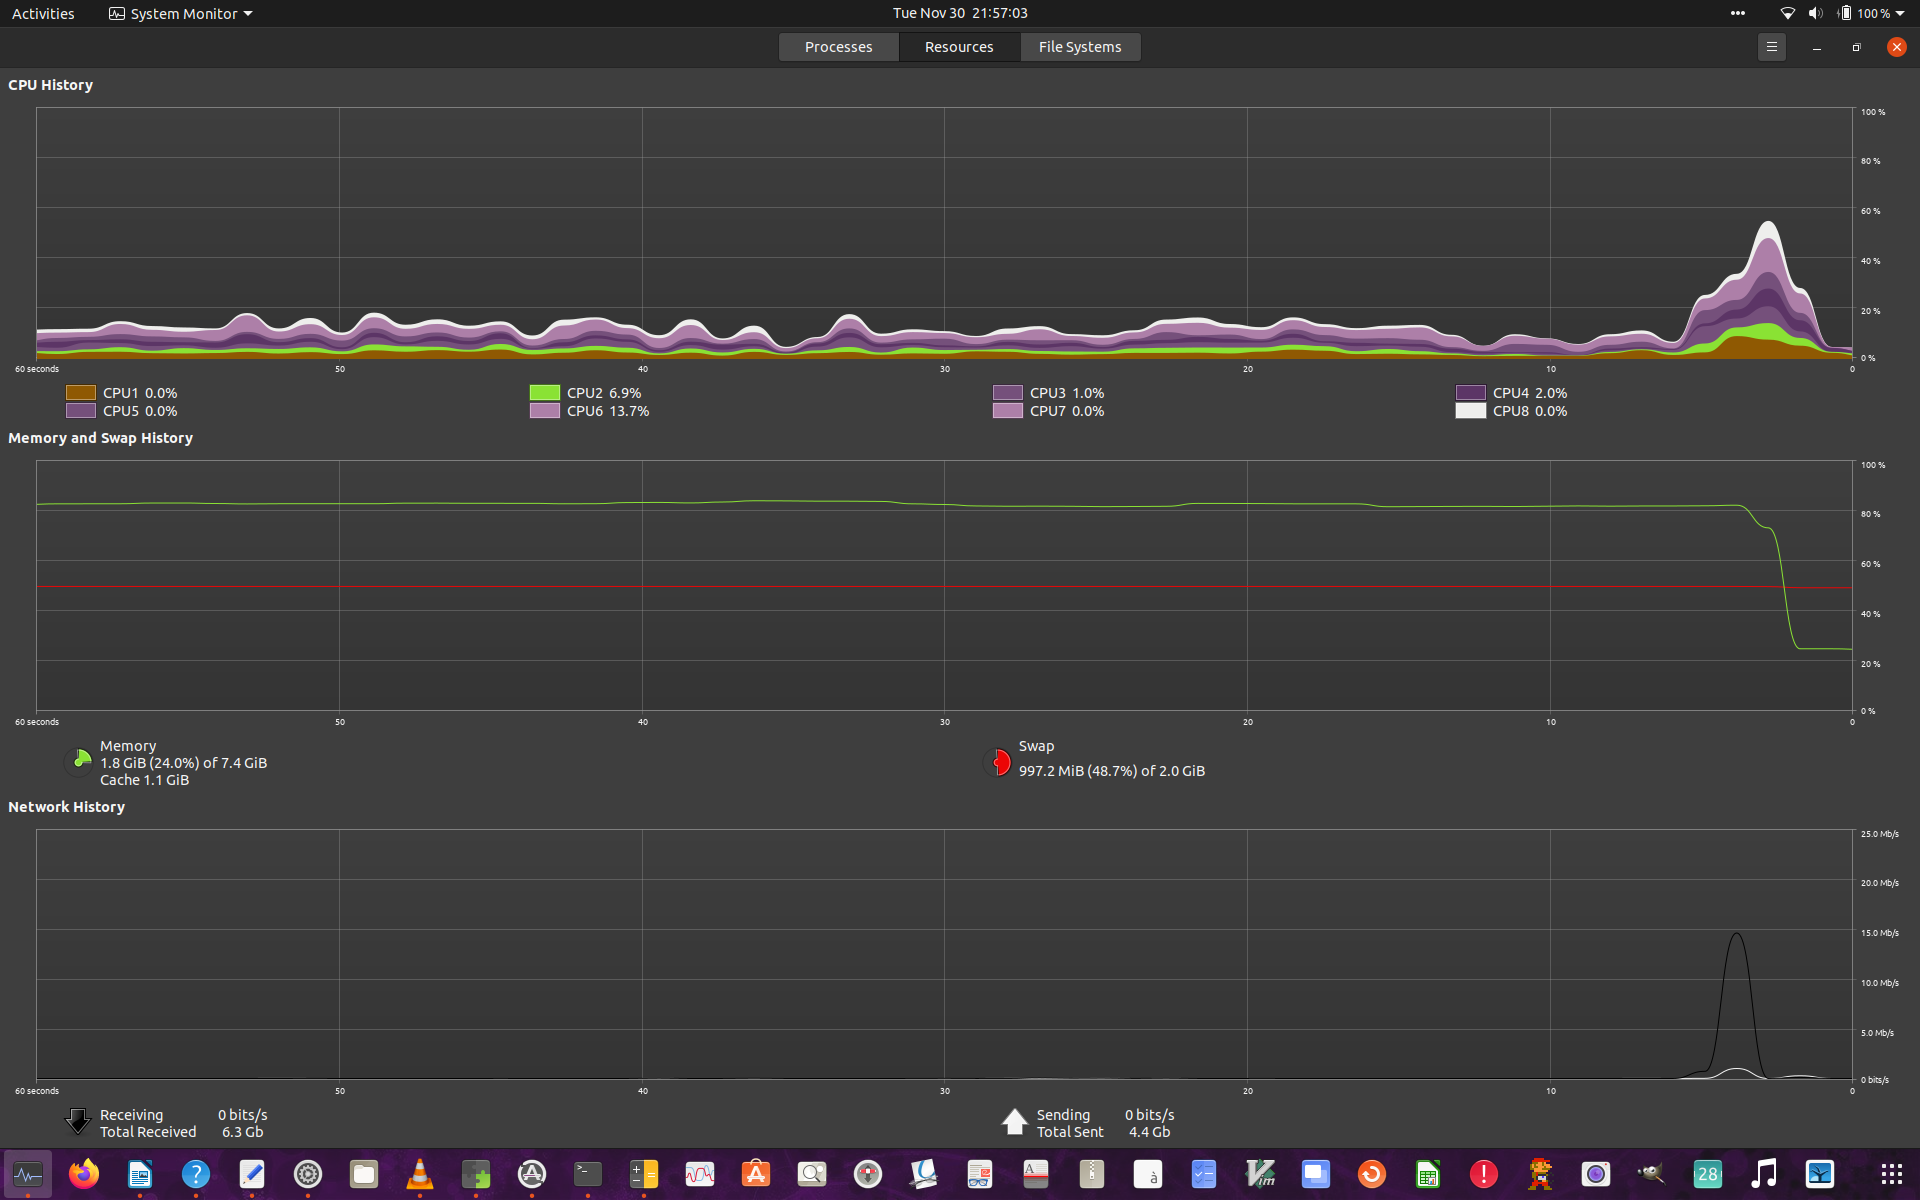 Activities System Monitor Tue Nov 30 21:57:03 100 %
Processes Resources File Systems
CPU History
100 %
80 %
60 %
40 %
20 %
0 %
60 seconds 50 40 30 20 10 0
CPU1 0.0% CPU2 6.9% CPU3 1.0% CPU4 2.0%
CPU5 0.0% CPU6 13.7% CPU7 0.0% CPU8 0.0%
Memory and Swap History
100 %
80 %
60 %
40 %
20 %
0 %
60 seconds 50 40 30 20 10 0
Memory Swap
1.8 GiB (24.0%) of 7.4 GiB 997.2 MiB (48.7%) of 2.0 GiB
Cache 1.1 GiB
Network History
25.0 Mb/s
20.0 Mb/s
15.0 Mb/s
10.0 Mb/s
5.0 Mb/s
0 bits/s
60 seconds 50 40 30 20 10 0
Receiving 0 bits/s Sending 0 bits/s
Total Received 6.3 Gb Total Sent 4.4 Gb
? >_ A à Vim ! 28